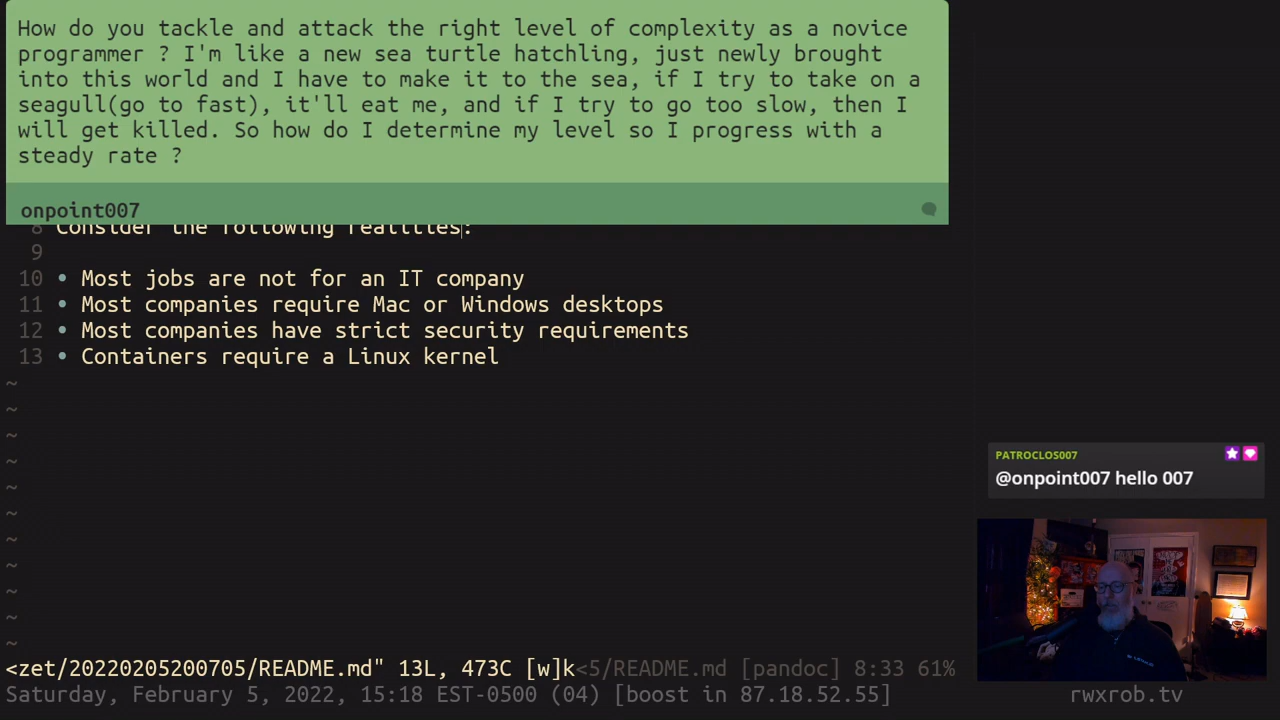 How do you tackle and attack the right level of complexity as a novice
programmer ? I'm like a new sea turtle hatchling, just newly brought
into this world and I have to make it to the sea, if I try to take on a
seagull(go to fast), it'll eat me, and if I try to go too slow, then I
will get killed. So how do I determine my level so I progress with a
steady rate ?
onpoint007
8 Consider the following realities:
9
10 • Most jobs are not for an IT company
11 • Most companies require Mac or Windows desktops
12 • Most companies have strict security requirements
13 • Containers require a Linux kernel
~
~
~
~
~
~
~
~
~
~
~
PATROCLOS007
@onpoint007 hello 007
<zet/20220205200705/README.md" 13L, 473C [w]k<5/README.md [pandoc] 8:33 61%
Saturday, February 5, 2022, 15:18 EST-0500 (04) [boost in 87.18.52.55]
rwxrob.tv